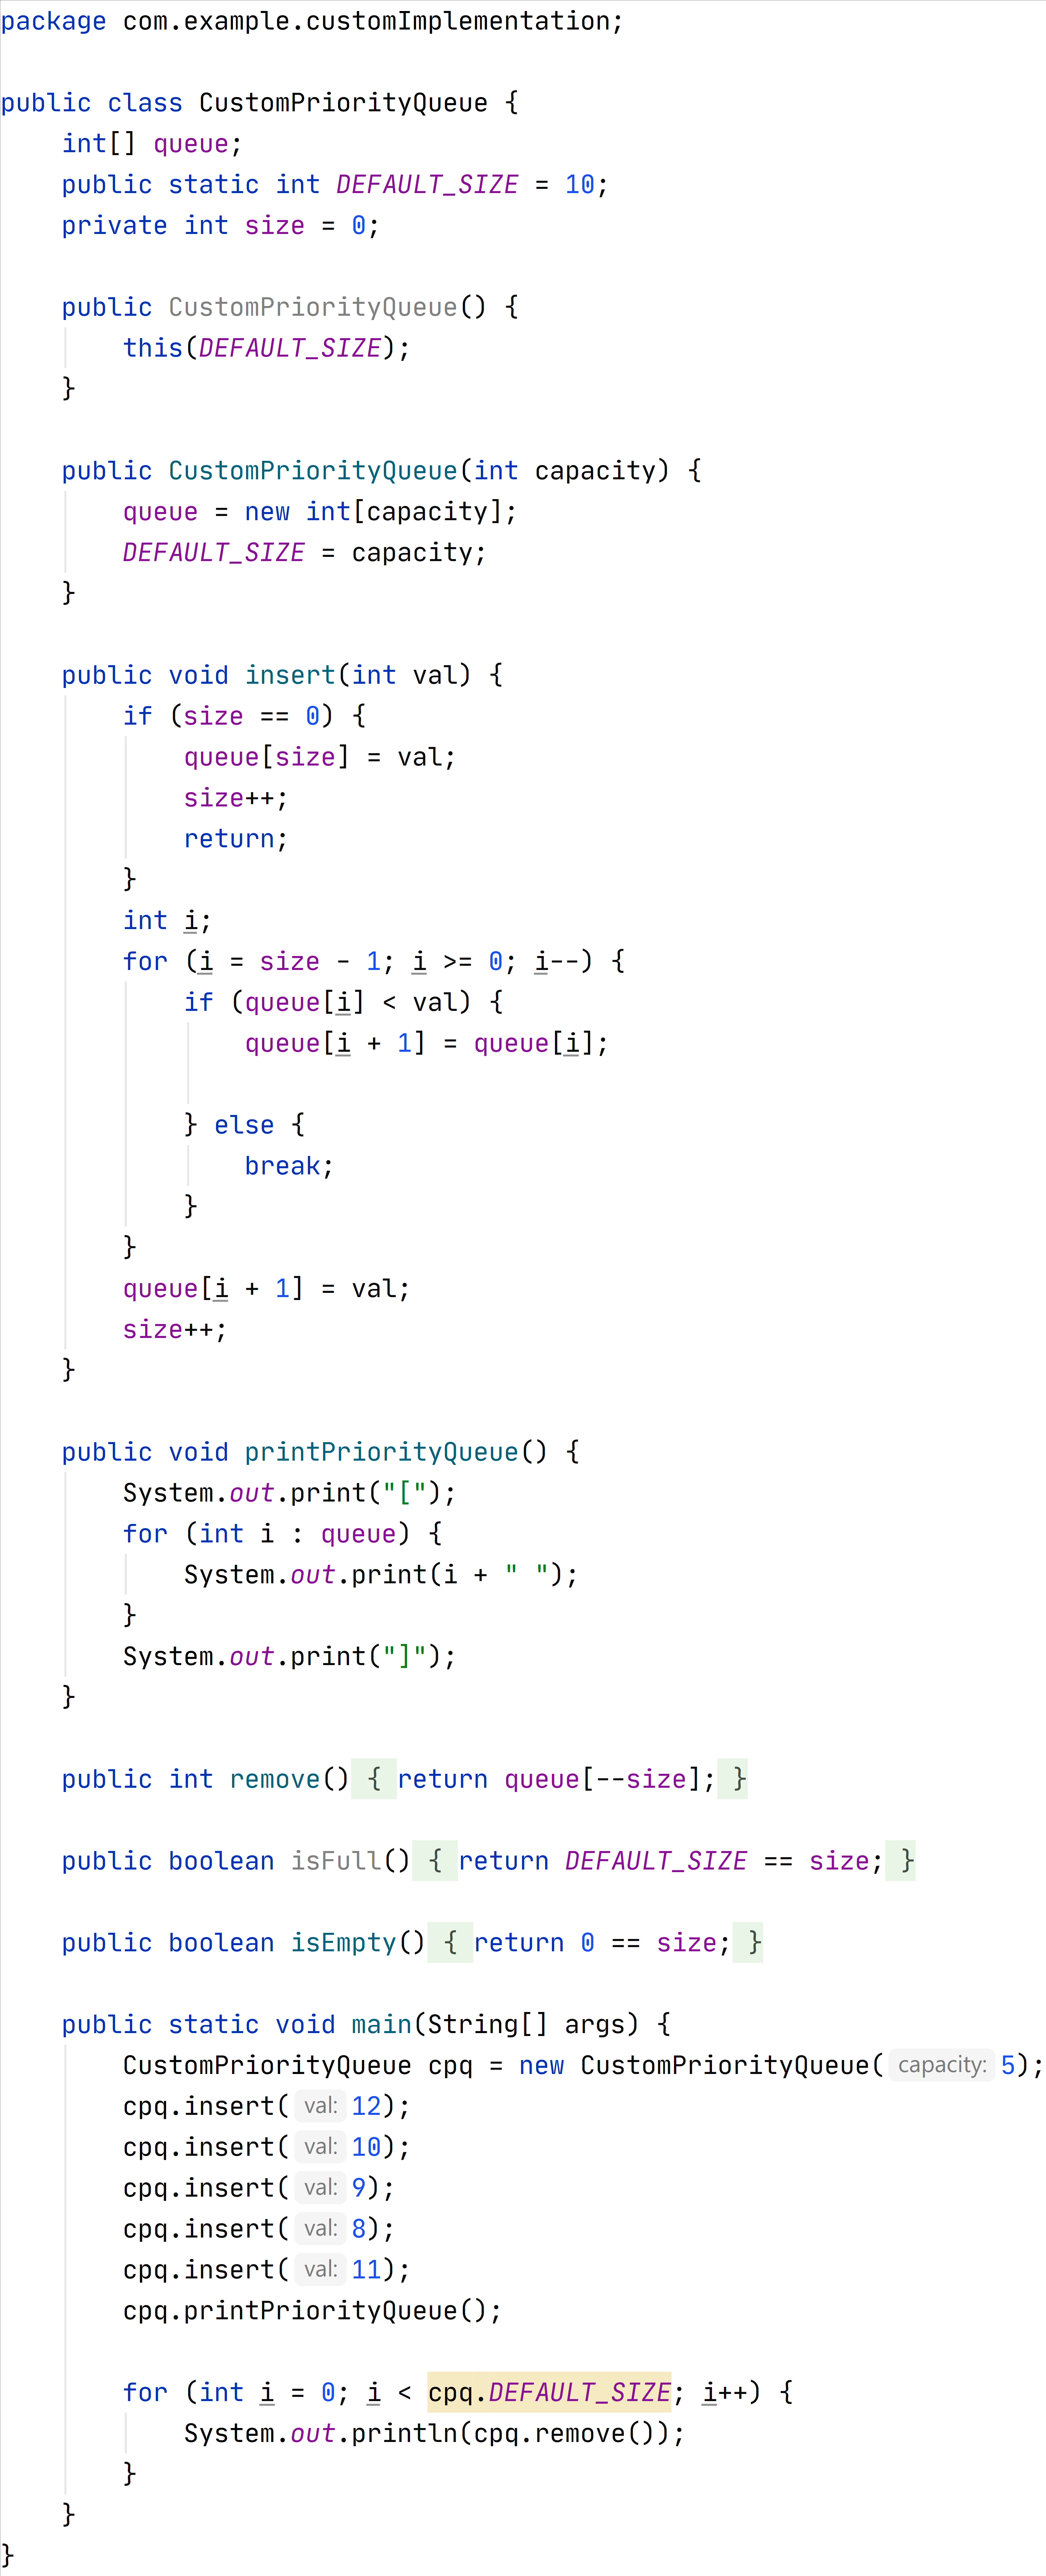 package com.example.customImplementation;

public class CustomPriorityQueue {
    int[] queue;
    public static int DEFAULT_SIZE = 10;
    private int size = 0;

    public CustomPriorityQueue() {
        this(DEFAULT_SIZE);
    }

    public CustomPriorityQueue(int capacity) {
        queue = new int[capacity];
        DEFAULT_SIZE = capacity;
    }

    public void insert(int val) {
        if (size == 0) {
            queue[size] = val;
            size++;
            return;
        }
        int i;
        for (i = size - 1; i >= 0; i--) {
            if (queue[i] < val) {
                queue[i + 1] = queue[i];

            } else {
                break;
            }
        }
        queue[i + 1] = val;
        size++;
    }

    public void printPriorityQueue() {
        System.out.print("[");
        for (int i : queue) {
            System.out.print(i + " ");
        }
        System.out.print("]");
    }

    public int remove() { return queue[--size]; }

    public boolean isFull() { return DEFAULT_SIZE == size; }

    public boolean isEmpty() { return 0 == size; }

    public static void main(String[] args) {
        CustomPriorityQueue cpq = new CustomPriorityQueue( capacity: 5);
        cpq.insert( val: 12);
        cpq.insert( val: 10);
        cpq.insert( val: 9);
        cpq.insert( val: 8);
        cpq.insert( val: 11);
        cpq.printPriorityQueue();

        for (int i = 0; i < cpq.DEFAULT_SIZE; i++) {
            System.out.println(cpq.remove());
        }
    }
}